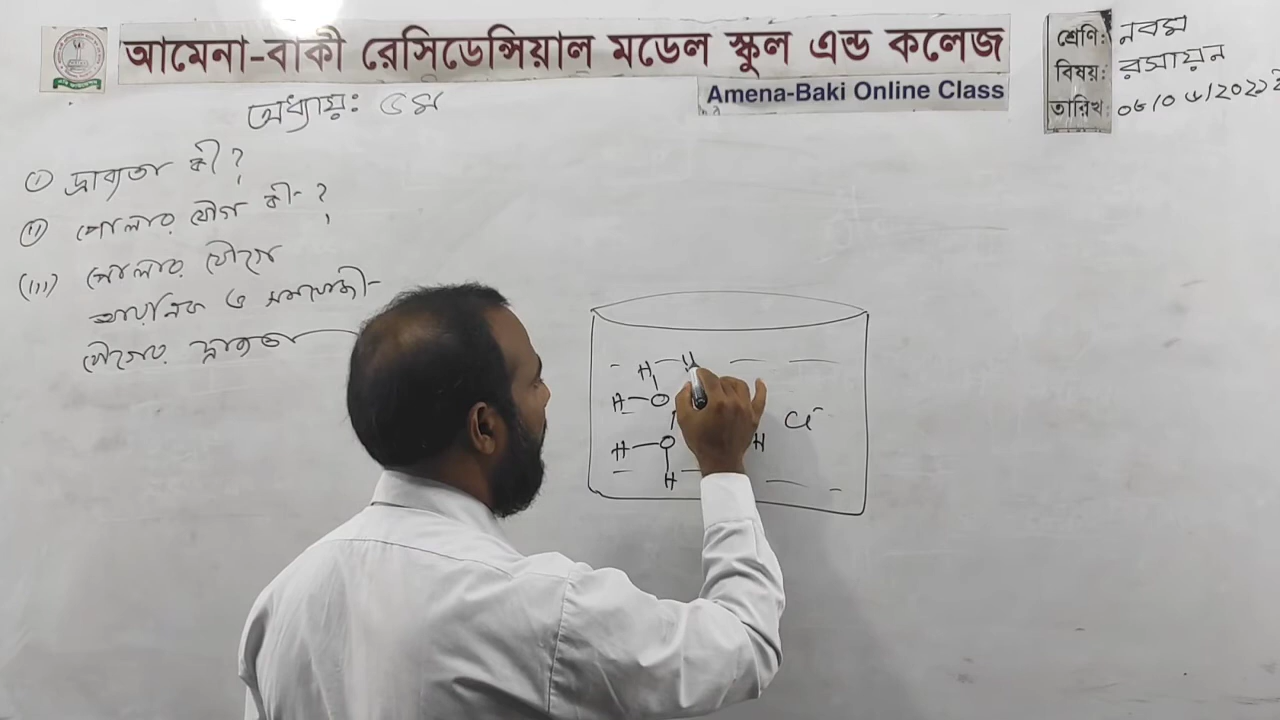 আমেনা-বাকী রেসিডেন্সিয়াল মডেল স্কুল এন্ড কলেজ
Amena-Baki Online Class
শ্রেণি: নবম
বিষয়: রসায়ন
তারিখ:
অধ্যায়: ৫ম
(i) দ্রাব্যতা কী?
(ii) পোলার যৌগ কী?
(iii) পোলার যৌগে
আয়নিক ও সমযোজী
যৌগের দ্রাব্যতা
H H
H—O
Cl⁻
H—O H
H